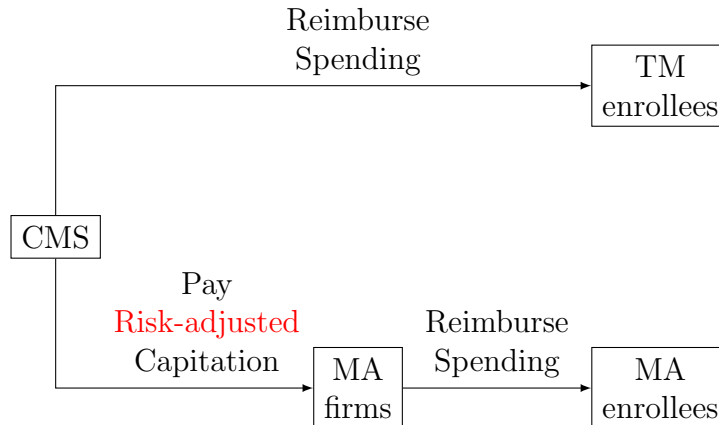 Reimburse
Spending
TM
enrollees
CMS
Pay
Risk-adjusted
Capitation
Reimburse
Spending
MA
firms
MA
enrollees